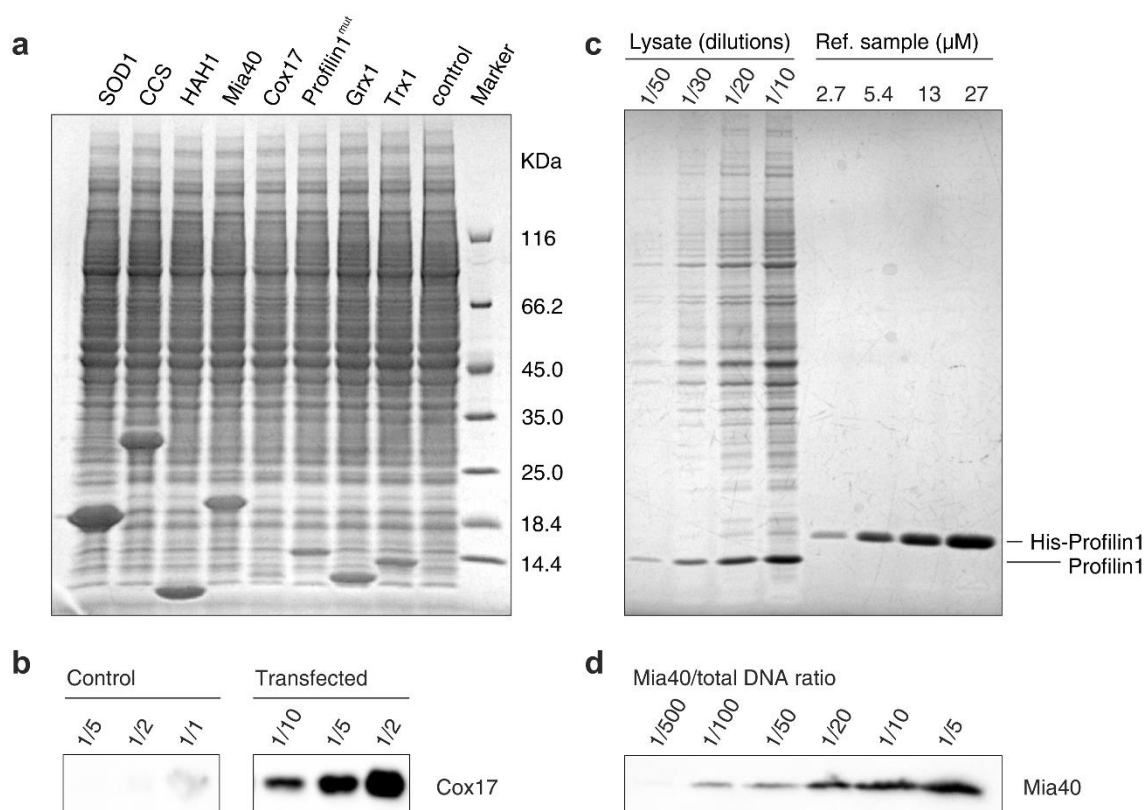 a
SOD1
CCS
HAH1
Mia40
Cox17
Profilin1mut
Grx1
Trx1
control
Marker
KDa
116
66.2
45.0
35.0
25.0
18.4
14.4
b
Control
Transfected
1/5
1/2
1/1
1/10
1/5
1/2
Cox17
c
Lysate (dilutions)
Ref. sample (µM)
1/50
1/30
1/20
1/10
2.7 5.4 13 27
His-Profilin1
Profilin1
d
Mia40/total DNA ratio
1/500
1/100
1/50
1/20
1/10
1/5
Mia40